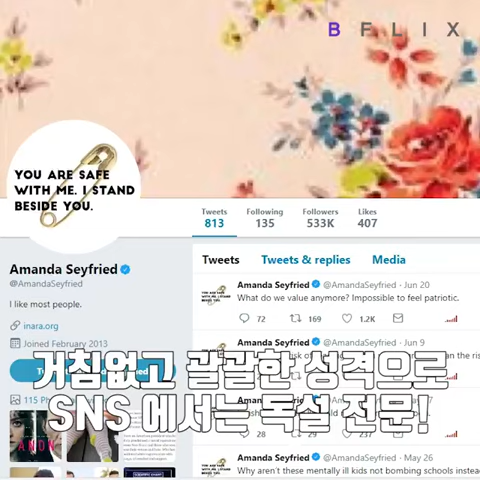 B F L I X
YOU ARE SAFE
WITH ME. I STAND
BESIDE YOU.
Tweets Following Followers Likes
813 135 533K 407
Amanda Seyfried
@AmandaSeyfried
I like most people.
inara.org
Joined February 2013
Tweets Tweets & replies Media
Amanda Seyfried @AmandaSeyfried · Jun 20
What do we value anymore? Impossible to feel patriotic.
72 169 1.2K
Amanda Seyfried @AmandaSeyfried · Jun 9
거침없고 괄괄한 성격으로
SNS 에서는 독설 전문!
115
28 29 237
Amanda Seyfried @AmandaSeyfried · May 26
Why aren't these mentally ill kids not bombing schools instea